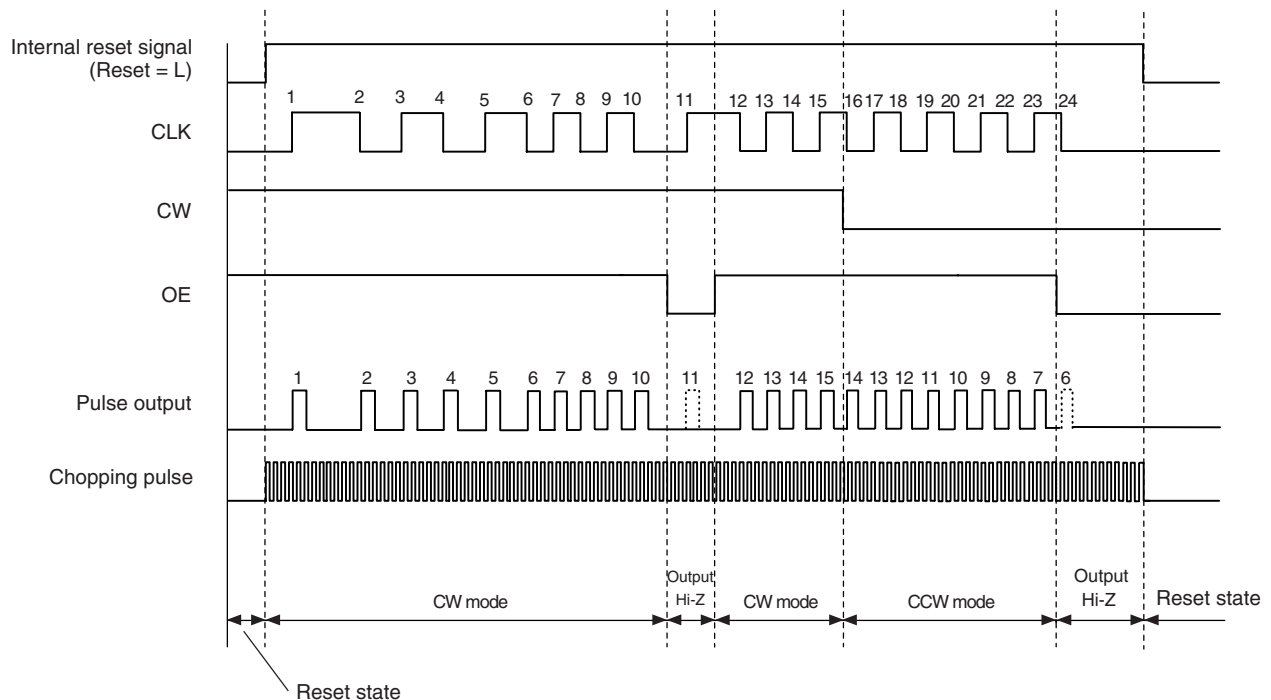 Internal reset signal
(Reset = L)
1 2 3 4 5 6 7 8 9 10 11 12 13 14 15 16 17 18 19 20 21 22 23 24
CLK
CW
OE
1 2 3 4 5 6 7 8 9 10 11 12 13 14 15 14 13 12 11 10 9 8 7 6
Pulse output
Chopping pulse
CW mode
Output
Hi-Z
CW mode
CCW mode
Output
Hi-Z
Reset state
Reset state